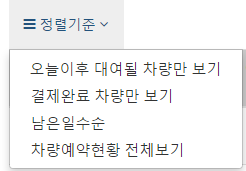 정렬기준
오늘이후 대여될 차량만 보기
결제완료 차량만 보기
남은일수순
차량예약현황 전체보기